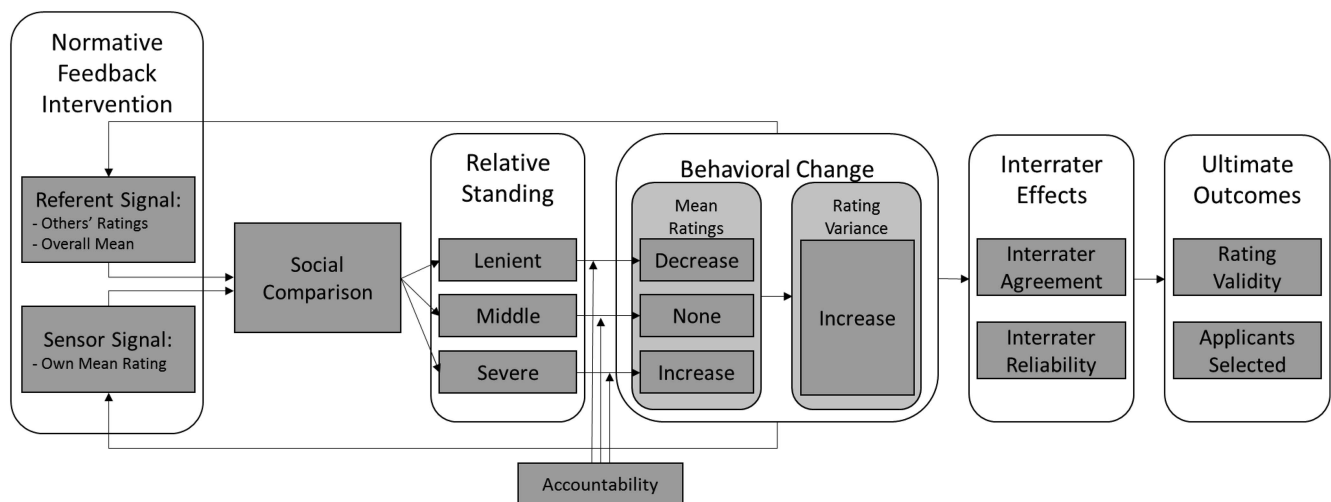 Normative
Feedback
Intervention
Referent Signal:
- Others' Ratings
- Overall Mean
Sensor Signal:
- Own Mean Rating
Social
Comparison
Relative
Standing
Lenient
Middle
Severe
Behavioral Change
Mean
Ratings
Decrease
None
Increase
Rating
Variance
Increase
Interrater
Effects
Interrater
Agreement
Interrater
Reliability
Ultimate
Outcomes
Rating
Validity
Applicants
Selected
Accountability